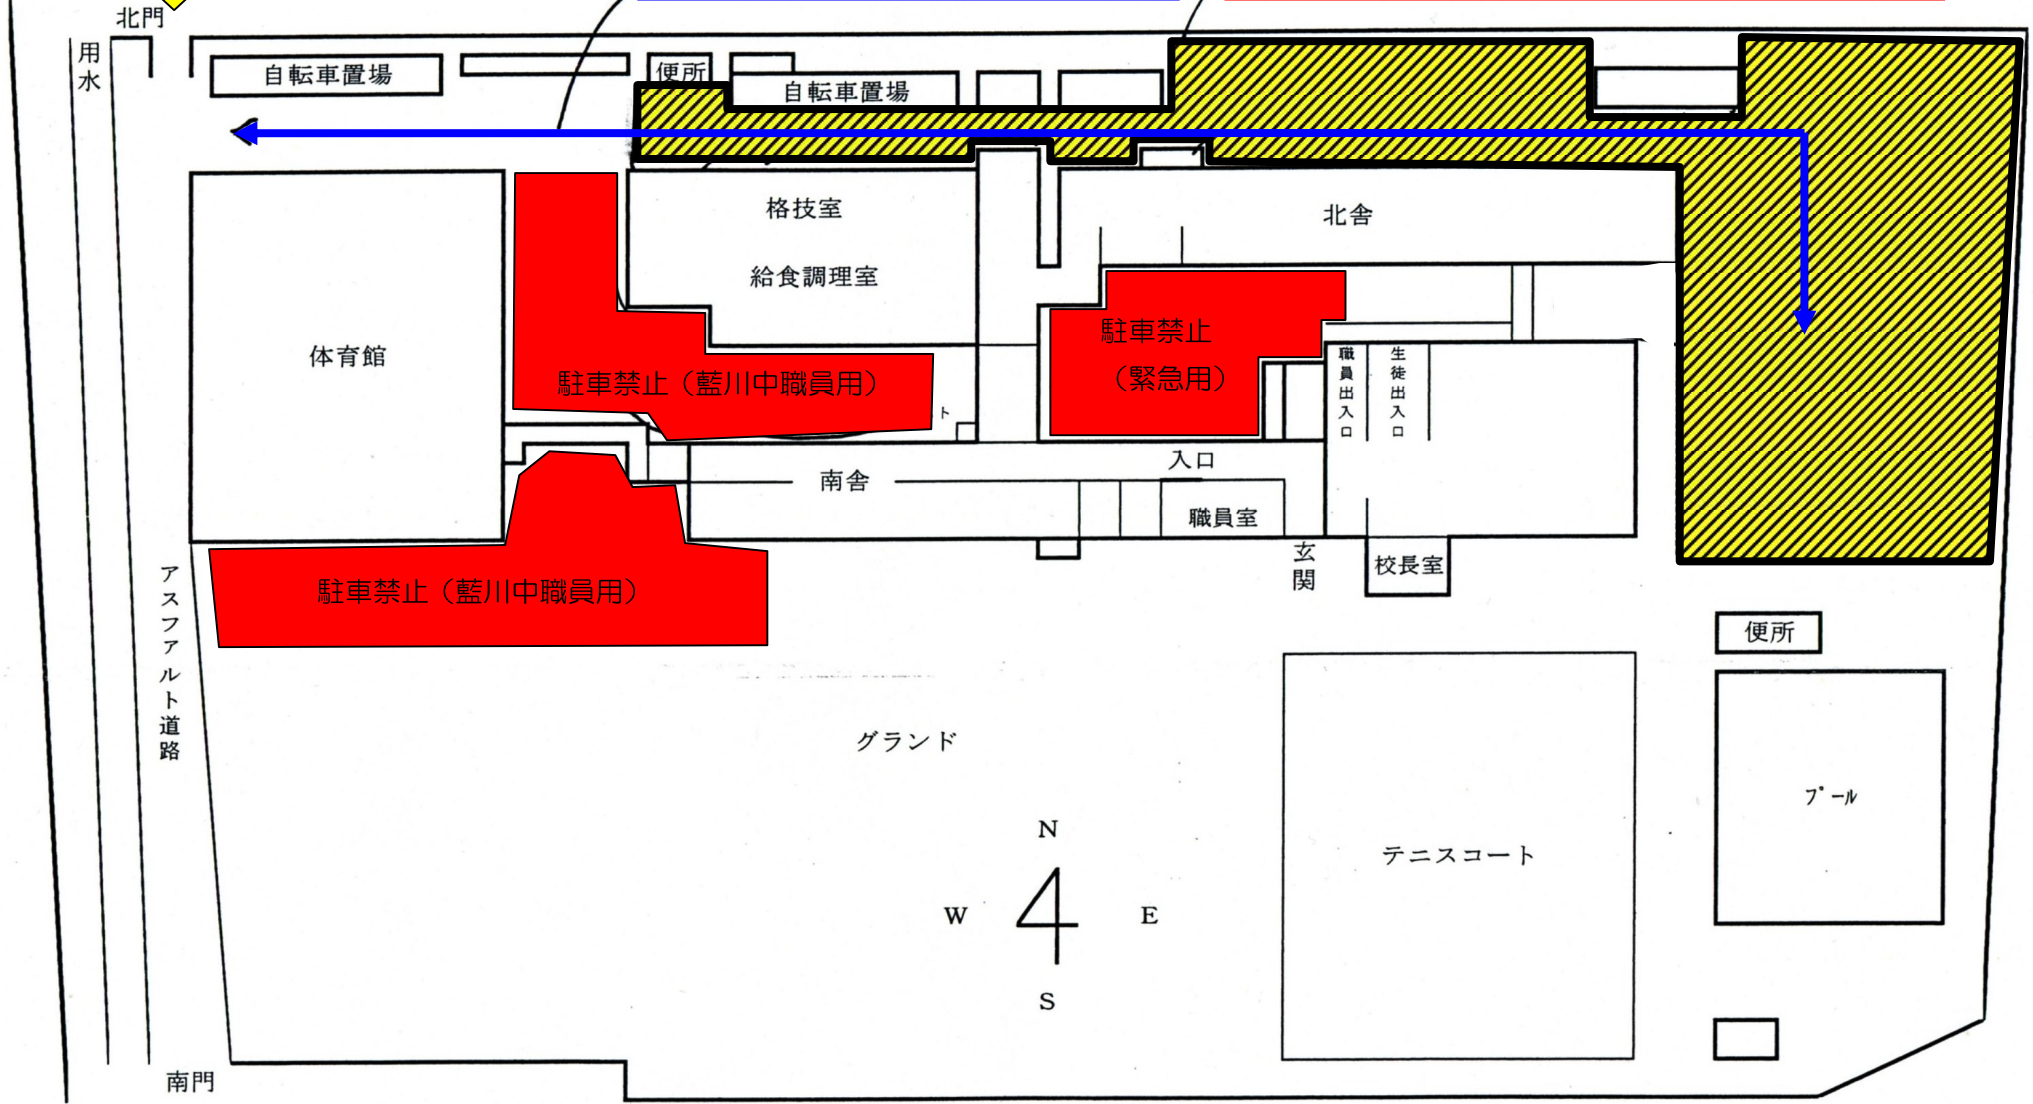 北門
用水
自転車置場
便所
自転車置場
格技室
給食調理室
北舎
体育館
駐車禁止（藍川中職員用）
ト
駐車禁止
（緊急用）
職員出入口
生徒出入口
入口
南舎
職員室
玄関
校長室
駐車禁止（藍川中職員用）
アスファルト道路
便所
グランド
プール
テニスコート
N
W
E
S
南門